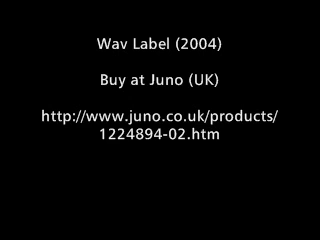 Wav Label (2004)
Buy at Juno (UK)
http://www.juno.co.uk/products/
1224894-02.htm